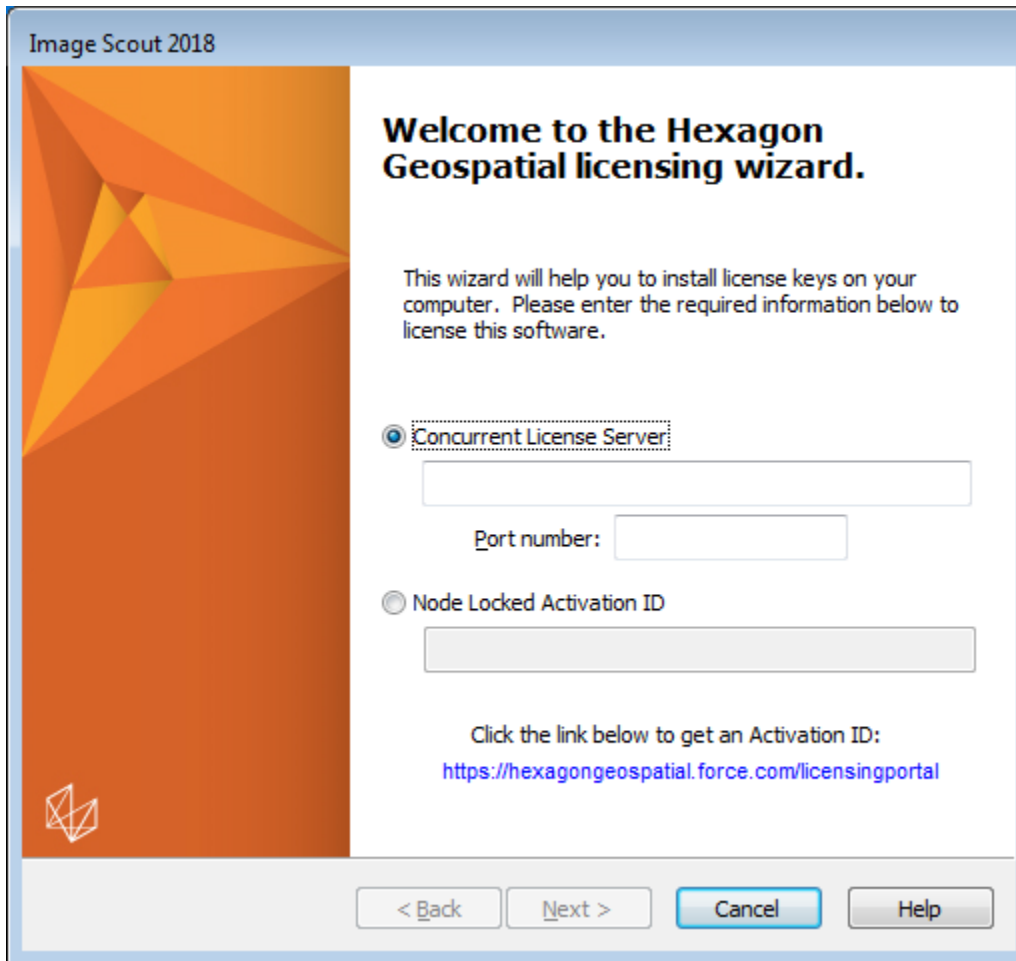 Image Scout 2018
Welcome to the Hexagon
Geospatial licensing wizard.
This wizard will help you to install license keys on your
computer.  Please enter the required information below to
license this software.
Concurrent License Server
Port number:
Node Locked Activation ID
Click the link below to get an Activation ID:
https://hexagongeospatial.force.com/licensingportal
< Back
Next >
Cancel
Help